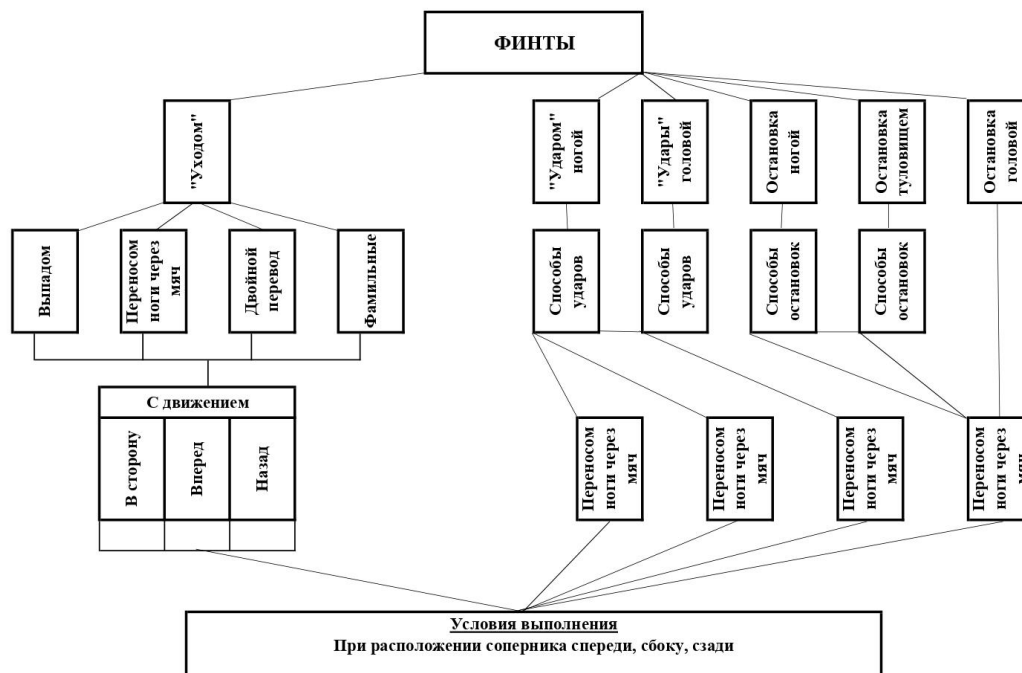 ФИНТЫ
"Уходом"
"Ударом"
ногой
"Удары"
головой
Остановка
ногой
Остановка
туловищем
Остановка
головой
Выпадом
Переносом
ноги через
мяч
Двойной
перевод
Фамильные
Способы
ударов
Способы
ударов
Способы
остановок
Способы
остановок
С движением
В сторону
Вперед
Назад
Переносом
ноги через
мяч
Переносом
ноги через
мяч
Переносом
ноги через
мяч
Переносом
ноги через
мяч
Условия выполнения
При расположении соперника спереди, сбоку, сзади